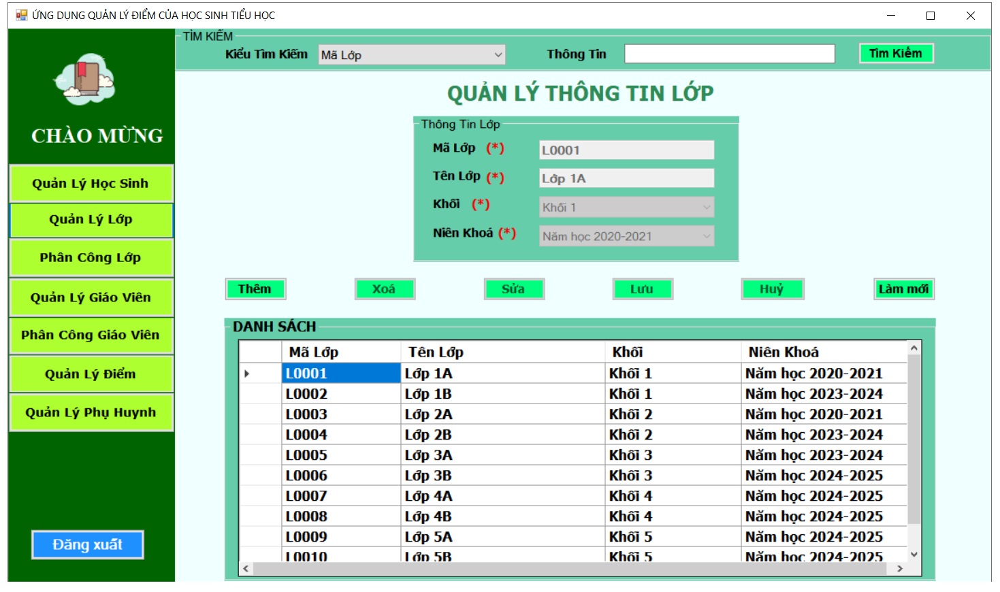 ỨNG DỤNG QUẢN LÝ ĐIỂM CỦA HỌC SINH TIỂU HỌC
TÌM KIẾM
Kiểu Tìm Kiếm Mã Lớp Thông Tin Tìm Kiếm
CHÀO MỪNG
Quản Lý Học Sinh
Quản Lý Lớp
Phân Công Lớp
Quản Lý Giáo Viên
Phân Công Giáo Viên
Quản Lý Điểm
Quản Lý Phụ Huynh
Đăng xuất
QUẢN LÝ THÔNG TIN LỚP
Thông Tin Lớp
Mã Lớp (*) L0001
Tên Lớp (*) Lớp 1A
Khối (*) Khối 1
Niên Khoá (*) Năm học 2020-2021
Thêm Xoá Sửa Lưu Huỷ Làm mới
DANH SÁCH
Mã Lớp Tên Lớp Khối Niên Khoá
L0001 Lớp 1A Khối 1 Năm học 2020-2021
L0002 Lớp 1B Khối 1 Năm học 2023-2024
L0003 Lớp 2A Khối 2 Năm học 2020-2021
L0004 Lớp 2B Khối 2 Năm học 2023-2024
L0005 Lớp 3A Khối 3 Năm học 2023-2024
L0006 Lớp 3B Khối 3 Năm học 2024-2025
L0007 Lớp 4A Khối 4 Năm học 2024-2025
L0008 Lớp 4B Khối 4 Năm học 2024-2025
L0009 Lớp 5A Khối 5 Năm học 2024-2025
L0010 Lớp 5B Khối 5 Năm học 2024-2025